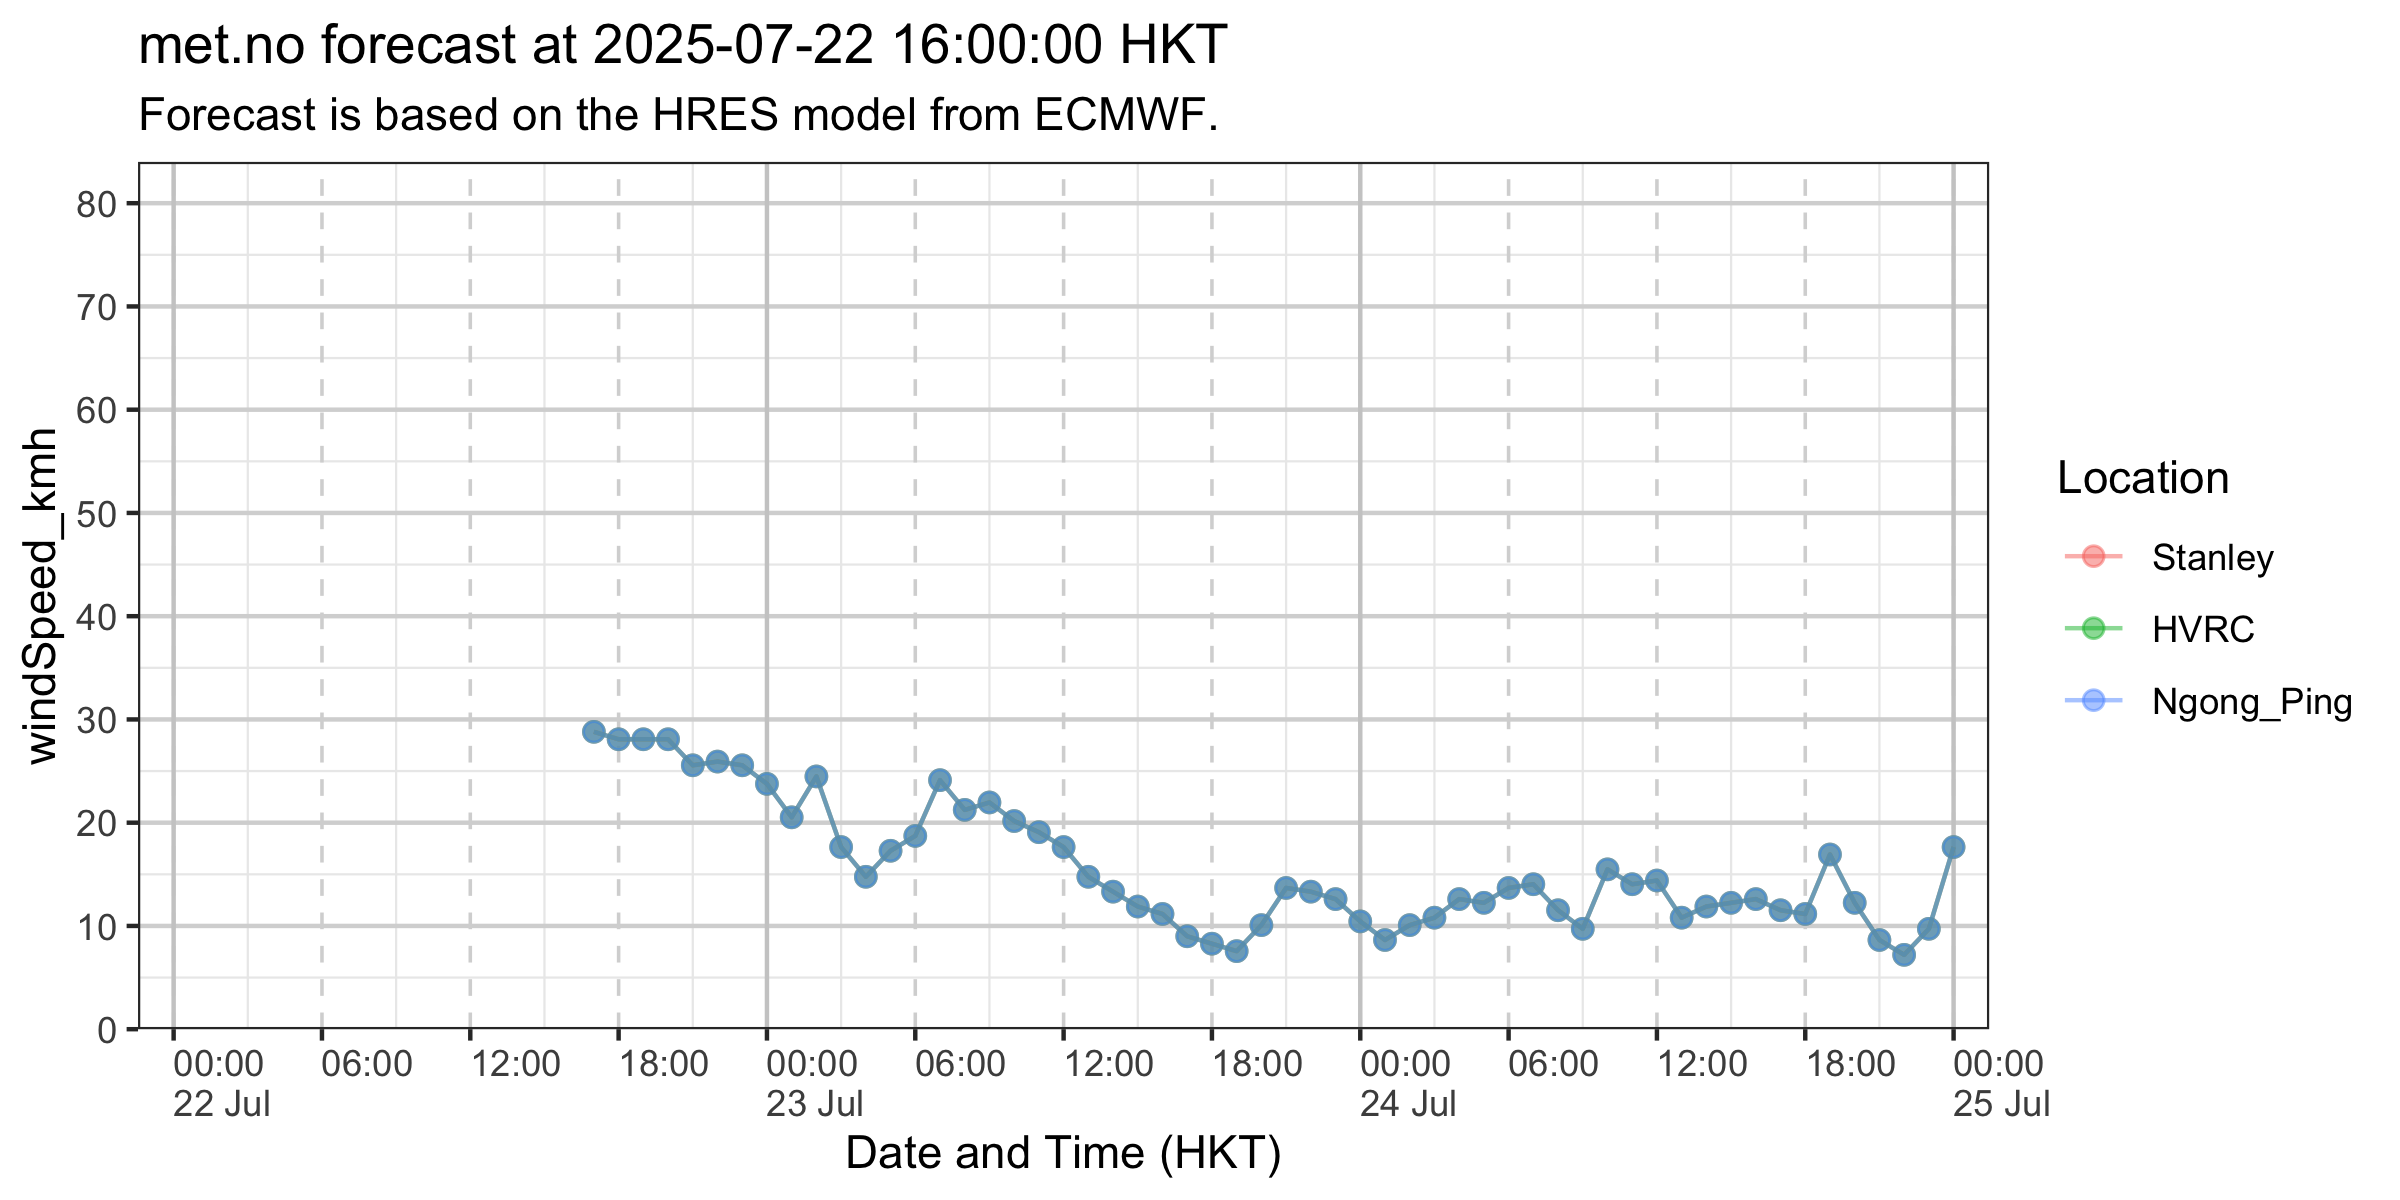 met.no forecast at 2025-07-22 16:00:00 HKT
Forecast is based on the HRES model from ECMWF.
windSpeed_kmh
80
70
60
50
40
30
20
10
0
00:00 06:00 12:00 18:00 00:00 06:00 12:00 18:00 00:00 06:00 12:00 18:00 00:00
22 Jul 23 Jul 24 Jul 25 Jul
Date and Time (HKT)
Location
Stanley
HVRC
Ngong_Ping